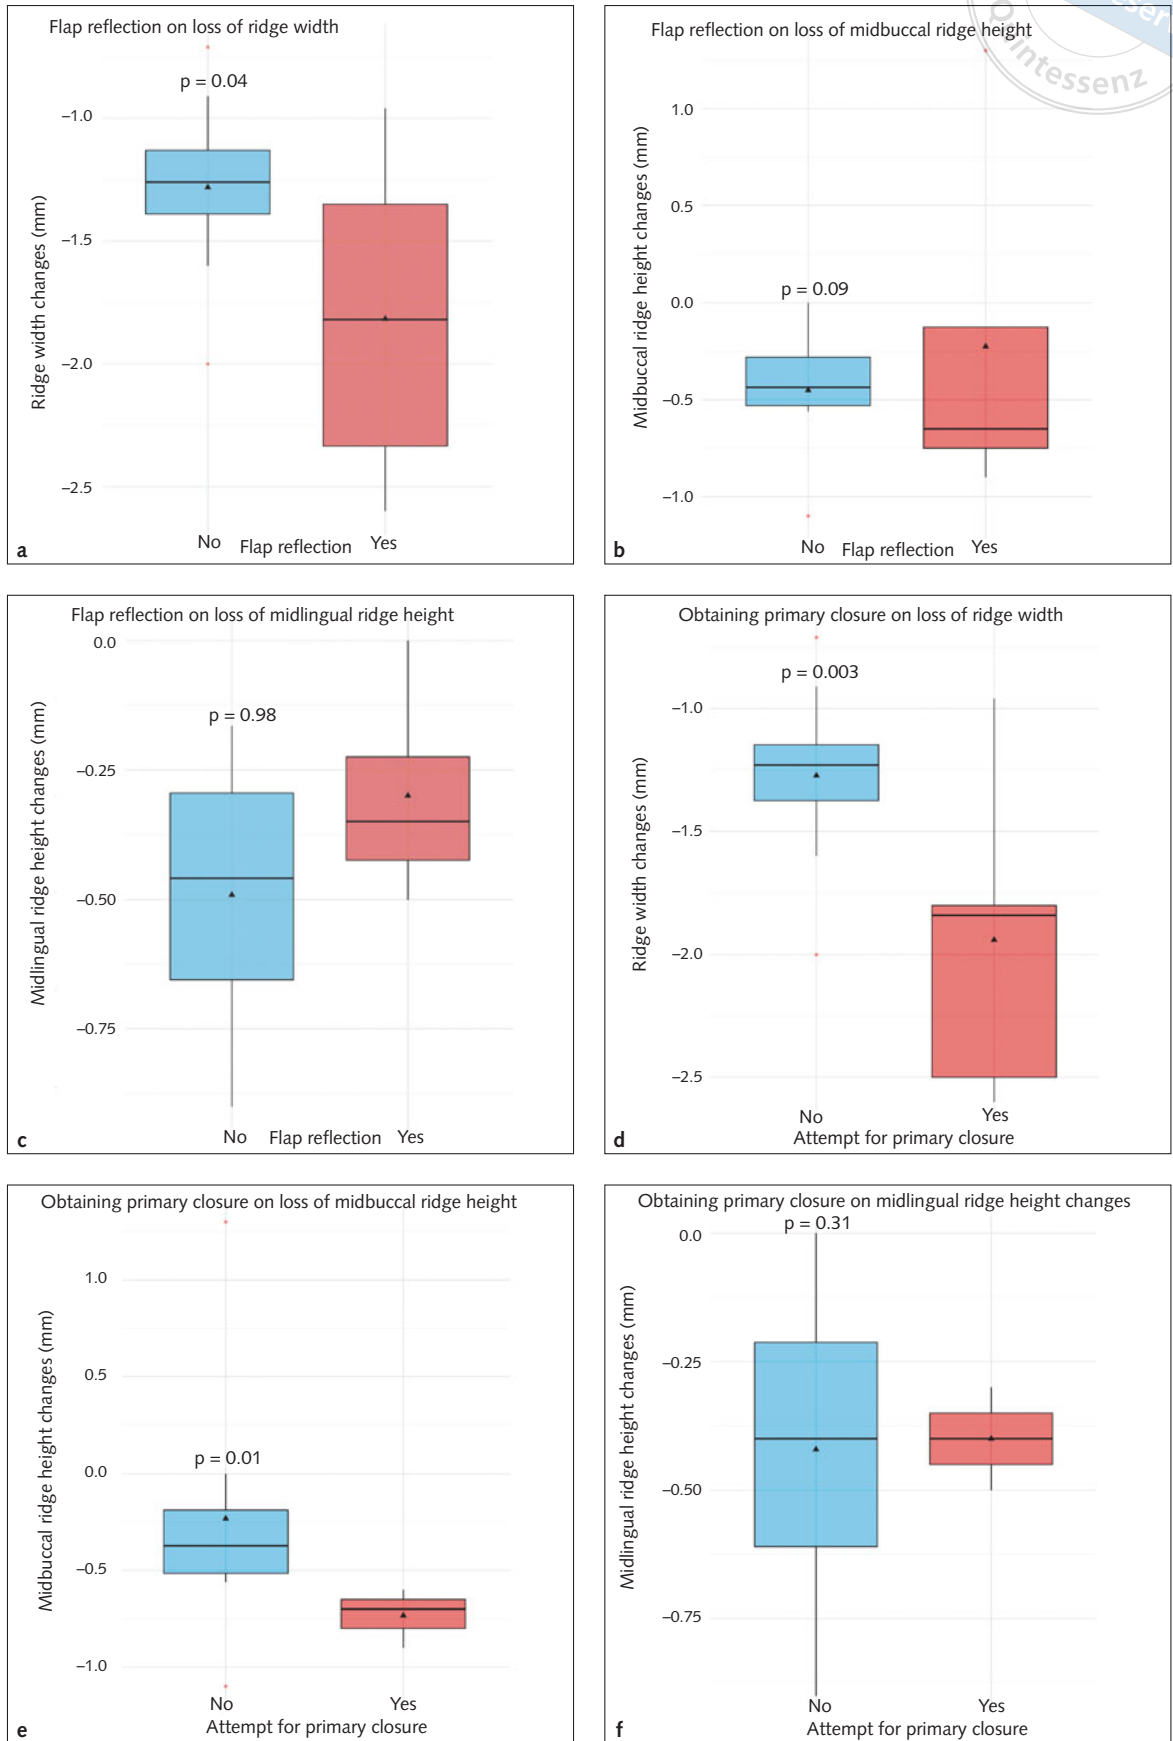 Flap reflection on loss of ridge width
p = 0.04
Ridge width changes (mm)
–1.0
–1.5
–2.0
–2.5
No
Flap reflection
Yes
a
Flap reflection on loss of midbuccal ridge height
p = 0.09
Midbuccal ridge height changes (mm)
1.0
0.5
0.0
–0.5
–1.0
No
Flap reflection
Yes
b
Quintessenz
Flap reflection on loss of midlingual ridge height
p = 0.98
Midlingual ridge height changes (mm)
0.0
–0.25
–0.50
–0.75
No
Flap reflection
Yes
c
Obtaining primary closure on loss of ridge width
p = 0.003
Ridge width changes (mm)
–1.0
–1.5
–2.0
–2.5
No
Yes
Attempt for primary closure
d
Obtaining primary closure on loss of midbuccal ridge height
p = 0.01
Midbuccal ridge height changes (mm)
1.0
0.5
0.0
–0.5
–1.0
No
Yes
Attempt for primary closure
e
Obtaining primary closure on midlingual ridge height changes
p = 0.31
Midlingual ridge height changes (mm)
0.0
–0.25
–0.50
–0.75
No
Yes
Attempt for primary closure
f